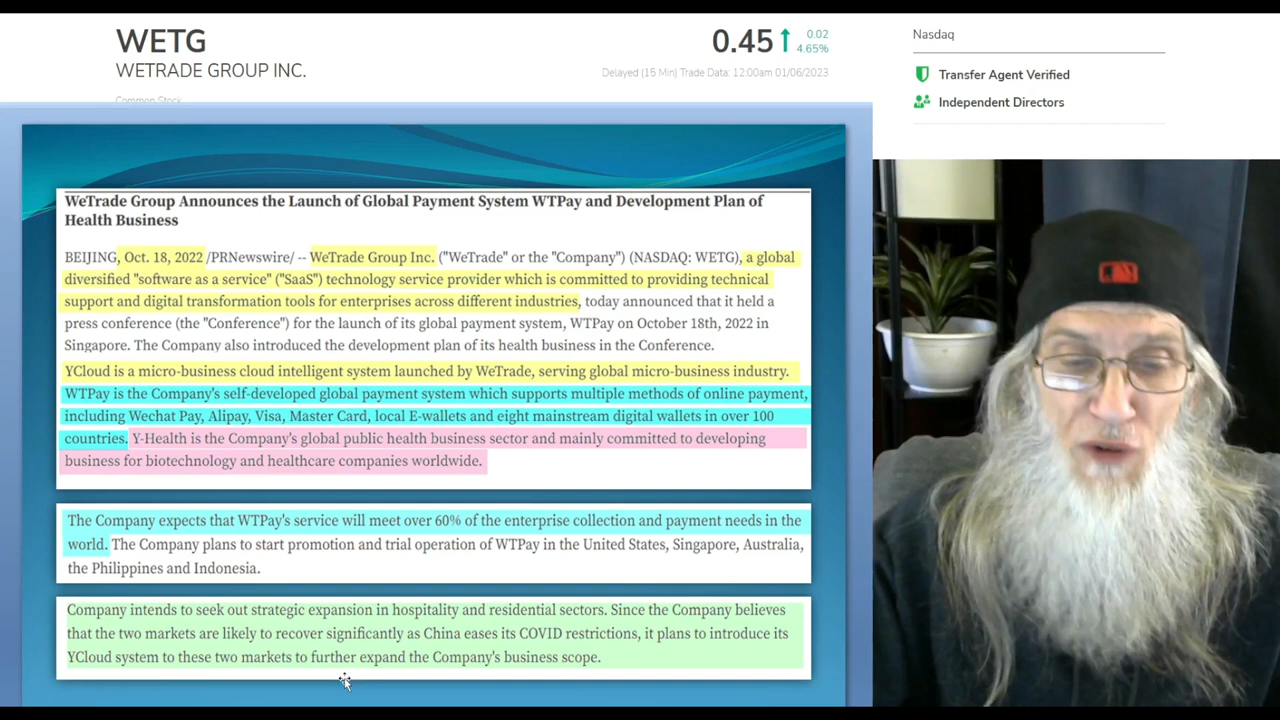 WETG
WETRADE GROUP INC.
Common Stock
0.45
0.02
4.65%
Delayed (15 Min) Trade Data: 12:00am 01/06/2023
Nasdaq
Transfer Agent Verified
Independent Directors
WeTrade Group Announces the Launch of Global Payment System WTPay and Development Plan of
Health Business
BEIJING, Oct. 18, 2022 /PRNewswire/ -- WeTrade Group Inc. ("WeTrade" or the "Company") (NASDAQ: WETG), a global
diversified "software as a service" ("SaaS") technology service provider which is committed to providing technical
support and digital transformation tools for enterprises across different industries, today announced that it held a
press conference (the "Conference") for the launch of its global payment system, WTPay on October 18th, 2022 in
Singapore. The Company also introduced the development plan of its health business in the Conference.
YCloud is a micro-business cloud intelligent system launched by WeTrade, serving global micro-business industry.
WTPay is the Company's self-developed global payment system which supports multiple methods of online payment,
including Wechat Pay, Alipay, Visa, Master Card, local E-wallets and eight mainstream digital wallets in over 100
countries. Y-Health is the Company's global public health business sector and mainly committed to developing
business for biotechnology and healthcare companies worldwide.
The Company expects that WTPay's service will meet over 60% of the enterprise collection and payment needs in the
world. The Company plans to start promotion and trial operation of WTPay in the United States, Singapore, Australia,
the Philippines and Indonesia.
Company intends to seek out strategic expansion in hospitality and residential sectors. Since the Company believes
that the two markets are likely to recover significantly as China eases its COVID restrictions, it plans to introduce its
YCloud system to these two markets to further expand the Company's business scope.